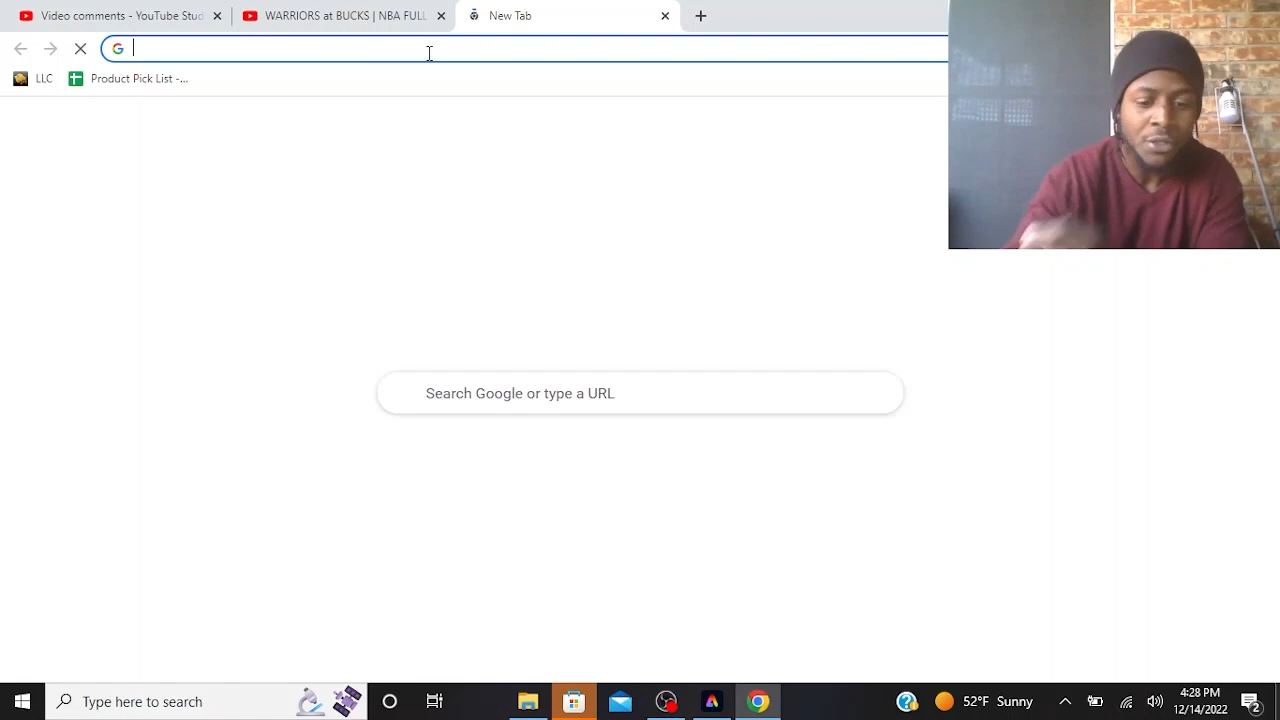 Video comments - YouTube Stud
WARRIORS at BUCKS | NBA FULL
New Tab
LLC
Product Pick List -...
Search Google or type a URL
Type here to search
52°F Sunny
4:28 PM
12/14/2022
2